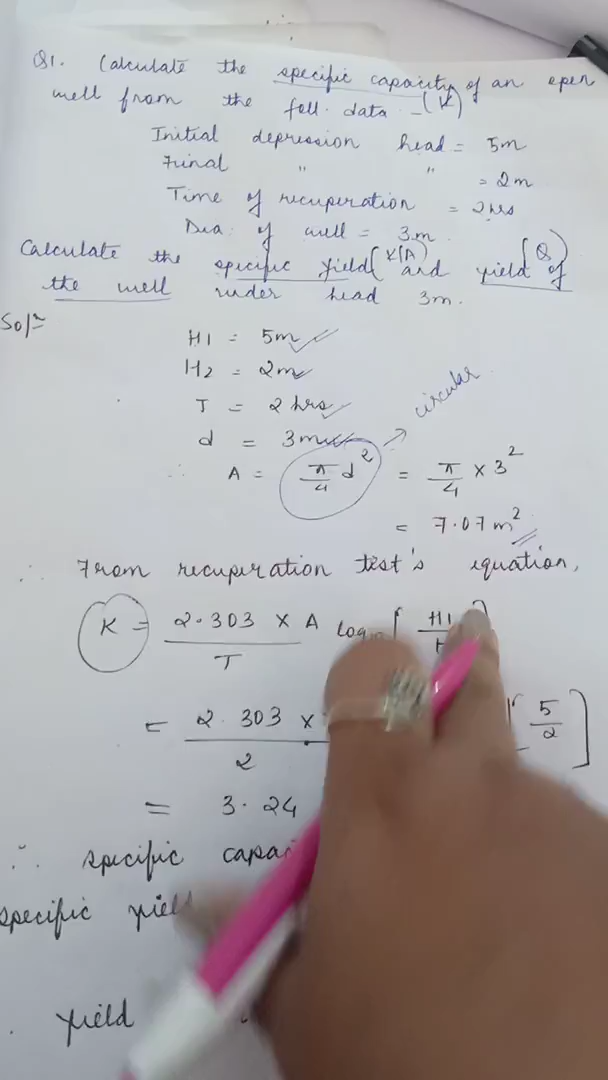 Q1. Calculate the specific capacity of an open
well from the foll. data - (K)
Initial depression head = 5m
Final " " = 2m
Time of recuperation = 2hrs
Dia. of well = 3m.
Calculate the specific yield (K/A) and yield of (Q)
the well under head 3m.
Sol:
H1 = 5m
H2 = 2m
T = 2 hrs
d = 3m
circular
∴ A = π/4 d² = π/4 × 3²
= 7.07 m²
∴ From recuperation test's equation,
K = 2.303 × A / T log [ H1
= 2.303 × / 2 [ 5/2 ]
= 3.24
∴ specific
specific
yield